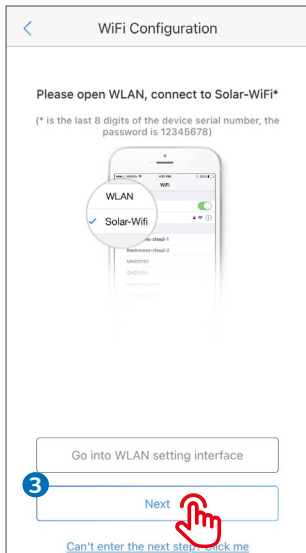 WiFi Configuration
Please open WLAN, connect to Solar-WiFi*
(* is the last 8 digits of the device serial number, the
password is 12345678)
WiFi
WLAN
Solar-Wifi
3
Go into WLAN setting interface
Next
Can't enter the next step? Click me